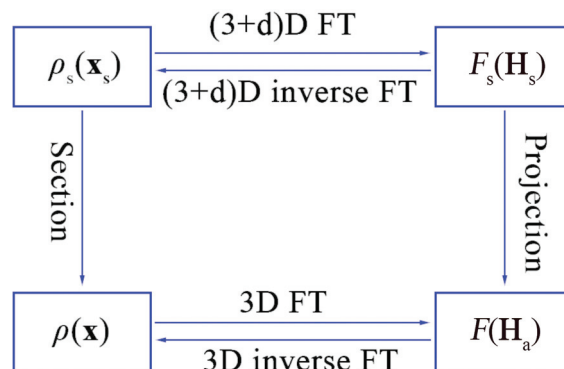 (3+d)D FT
ρs(xs)
Fs(Hs)
(3+d)D inverse FT
Section
Projection
3D FT
ρ(x)
F(Ha)
3D inverse FT